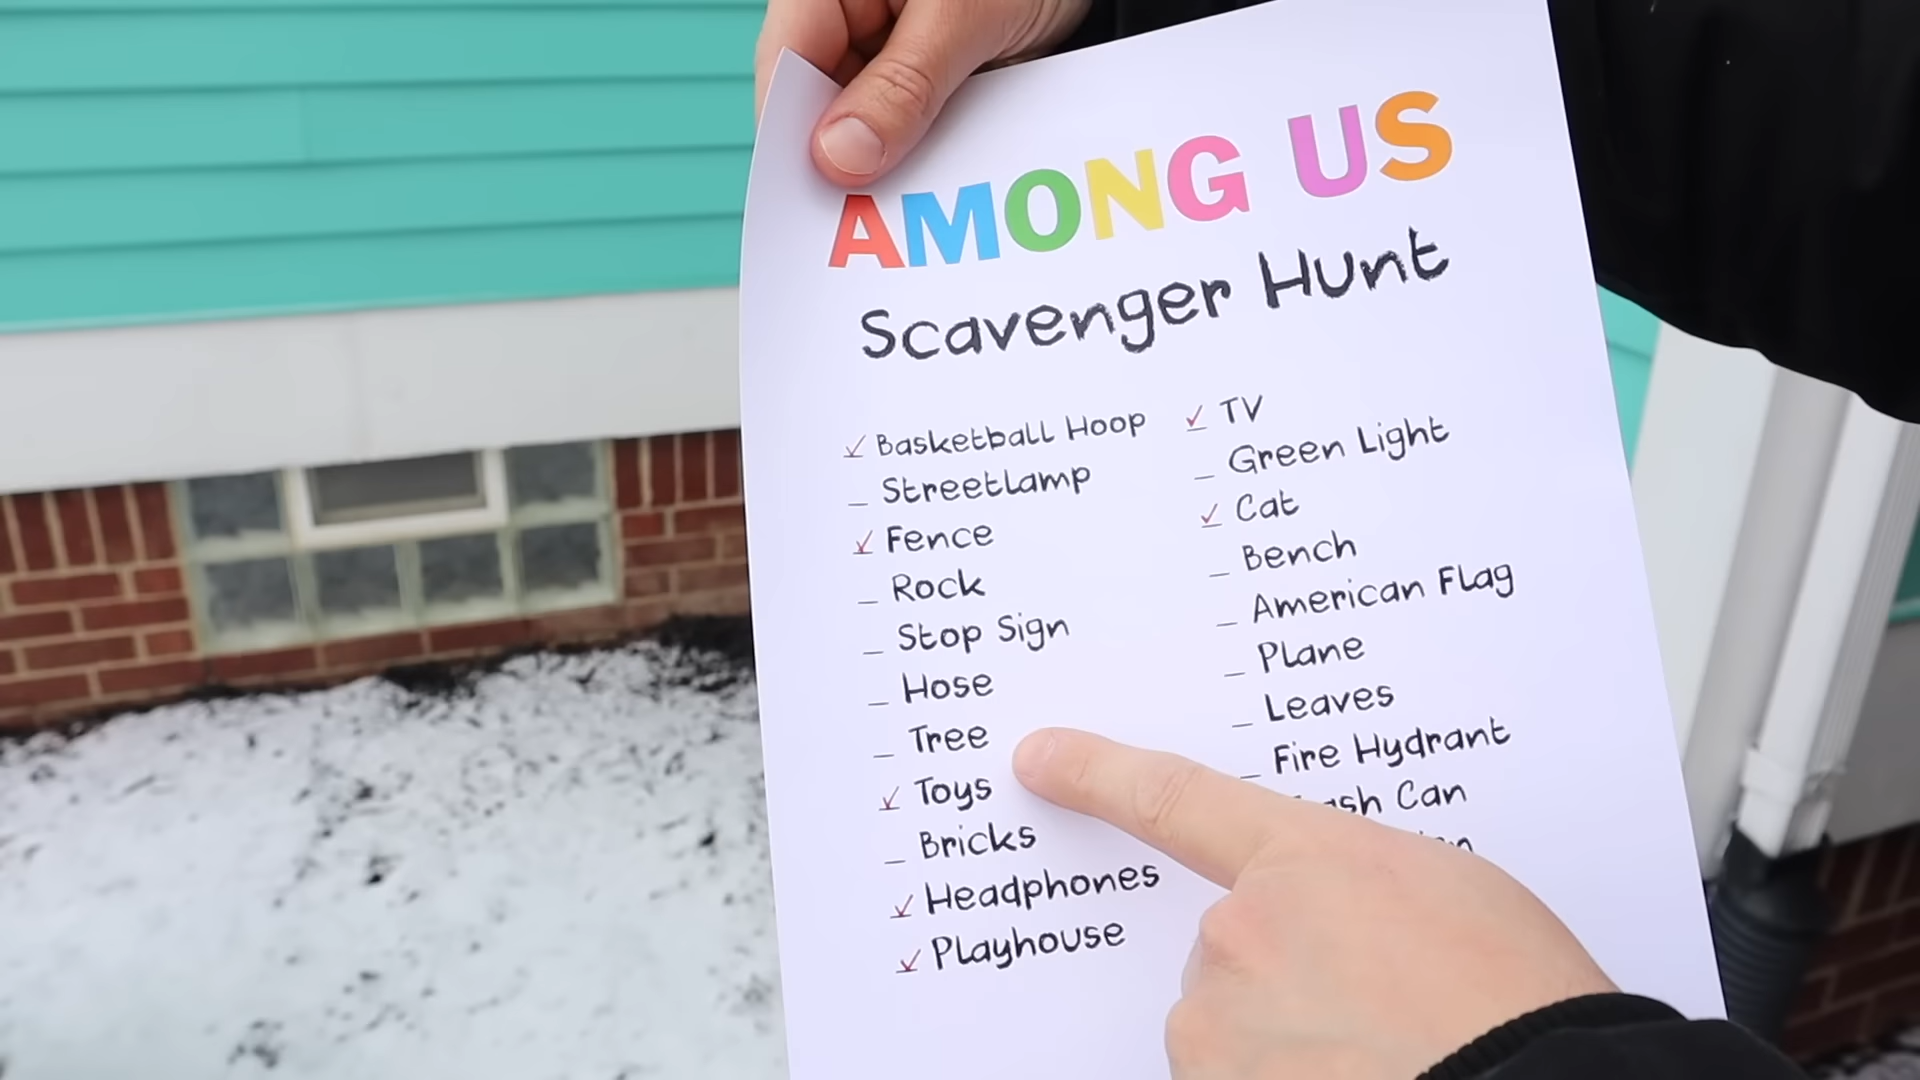 AMONG US
Scavenger Hunt
✓ Basketball Hoop
_ Streetlamp
✓ Fence
_ Rock
_ Stop Sign
_ Hose
_ Tree
✓ Toys
_ Bricks
✓ Headphones
✓ Playhouse
✓ TV
_ Green Light
✓ Cat
_ Bench
_ American Flag
_ Plane
_ Leaves
_ Fire Hydrant
Can